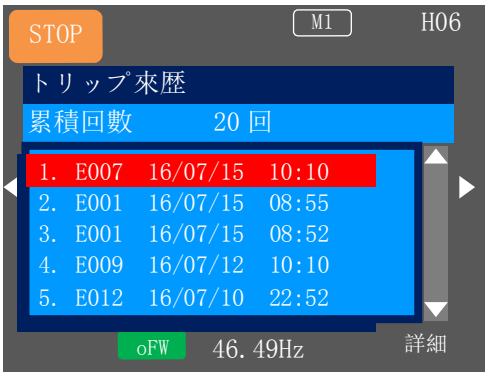 STOP M1 H06
トリップ來歴
累積回數 20 回
1. E007 16/07/15 10:10
2. E001 16/07/15 08:55
3. E001 16/07/15 08:52
4. E009 16/07/12 10:10
5. E012 16/07/10 22:52
oFW 46.49Hz 詳細